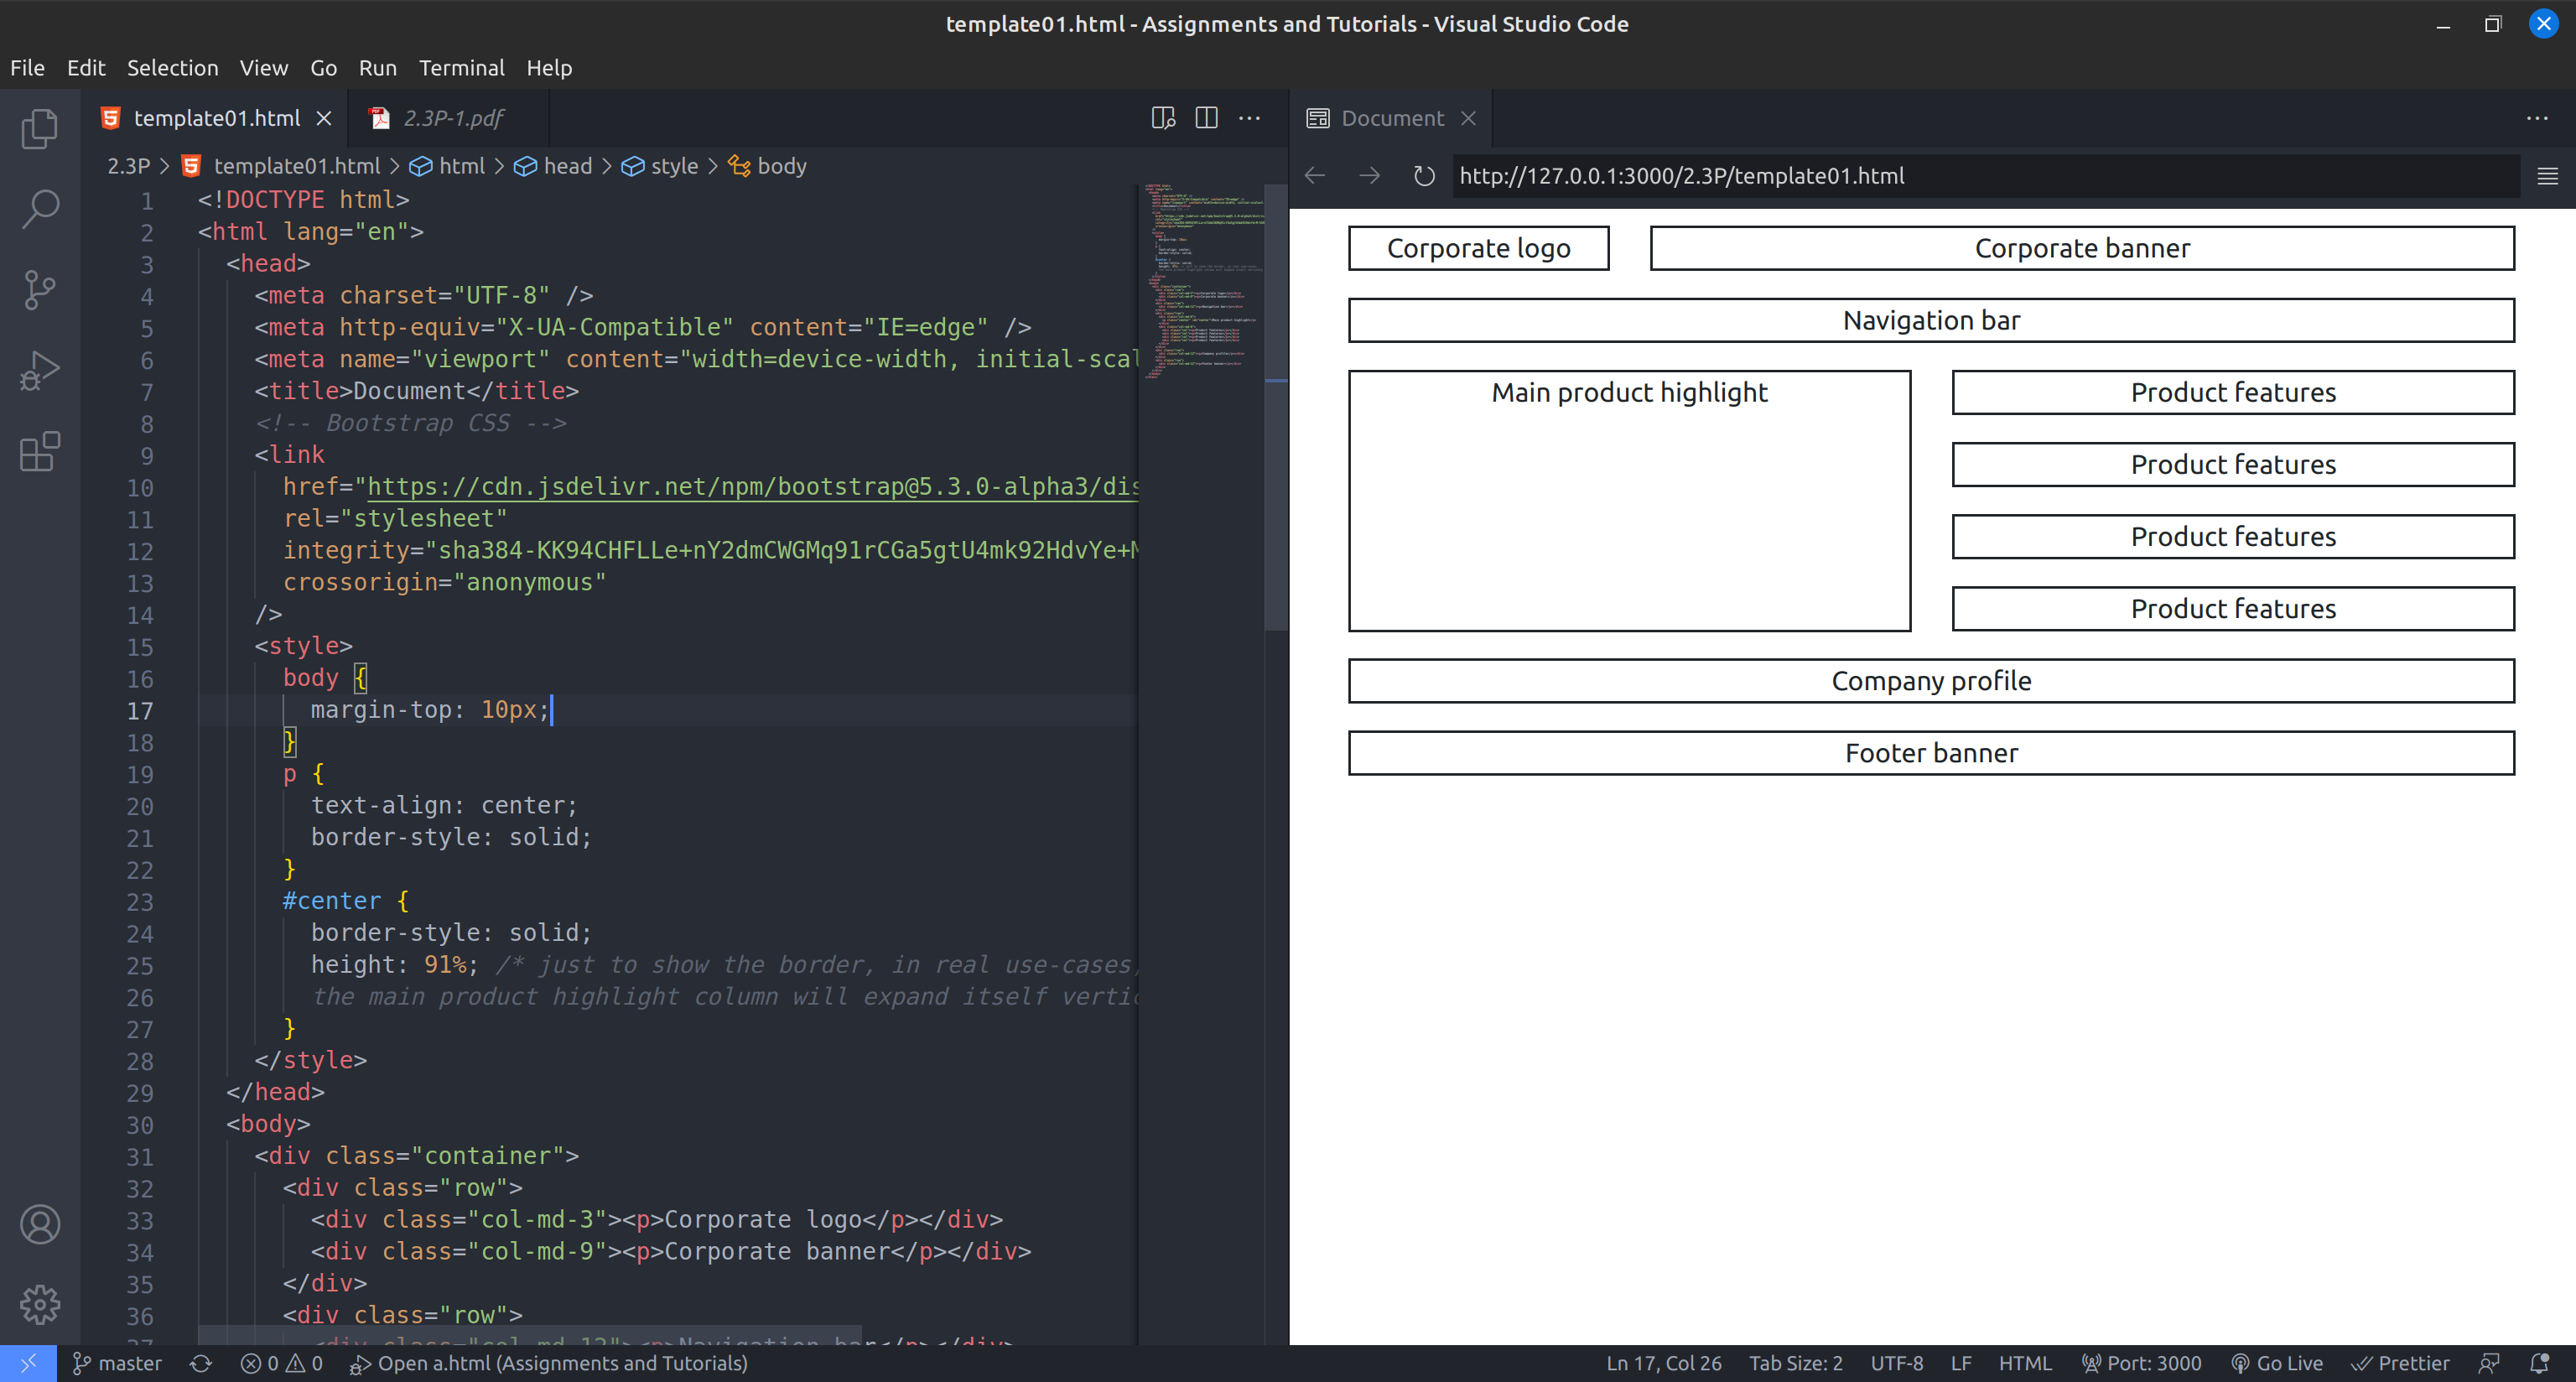 template01.html - Assignments and Tutorials - Visual Studio Code
File Edit Selection View Go Run Terminal Help
template01.html
2.3P-1.pdf
2.3P > template01.html > html > head > style > body
1 <!DOCTYPE html>
2 <html lang="en">
3 <head>
4 <meta charset="UTF-8" />
5 <meta http-equiv="X-UA-Compatible" content="IE=edge" />
6 <meta name="viewport" content="width=device-width, initial-scal
7 <title>Document</title>
8 <!-- Bootstrap CSS -->
9 <link
10 href="https://cdn.jsdelivr.net/npm/bootstrap@5.3.0-alpha3/dis
11 rel="stylesheet"
12 integrity="sha384-KK94CHFLLe+nY2dmCWGMq91rCGa5gtU4mk92HdvYe+M
13 crossorigin="anonymous"
14 />
15 <style>
16 body {
17 margin-top: 10px;
18 }
19 p {
20 text-align: center;
21 border-style: solid;
22 }
23 #center {
24 border-style: solid;
25 height: 91%; /* just to show the border, in real use-cases,
26 the main product highlight column will expand itself vertic
27 }
28 </style>
29 </head>
30 <body>
31 <div class="container">
32 <div class="row">
33 <div class="col-md-3"><p>Corporate logo</p></div>
34 <div class="col-md-9"><p>Corporate banner</p></div>
35 </div>
36 <div class="row">
37 <div class="col-md-12"><p>Navigation bar</p></div>
Document
http://127.0.0.1:3000/2.3P/template01.html
Corporate logo
Corporate banner
Navigation bar
Main product highlight
Product features
Product features
Product features
Product features
Company profile
Footer banner
master 0 0 Open a.html (Assignments and Tutorials) Ln 17, Col 26 Tab Size: 2 UTF-8 LF HTML Port: 3000 Go Live Prettier